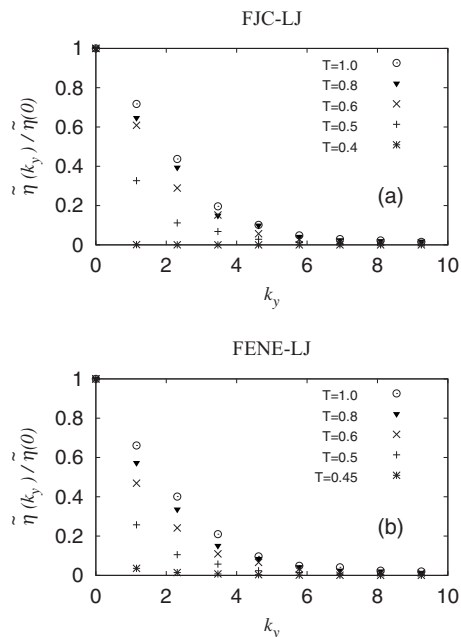 FJC-LJ
1
0.8
0.6
0.4
0.2
0
η̃ (k_y) / η̃(0)
T=1.0
T=0.8
T=0.6
T=0.5
T=0.4
(a)
0 2 4 6 8 10
k_y
FENE-LJ
1
0.8
0.6
0.4
0.2
0
η̃ (k_y) / η̃(0)
T=1.0
T=0.8
T=0.6
T=0.5
T=0.45
(b)
0 2 4 6 8 10
k_y